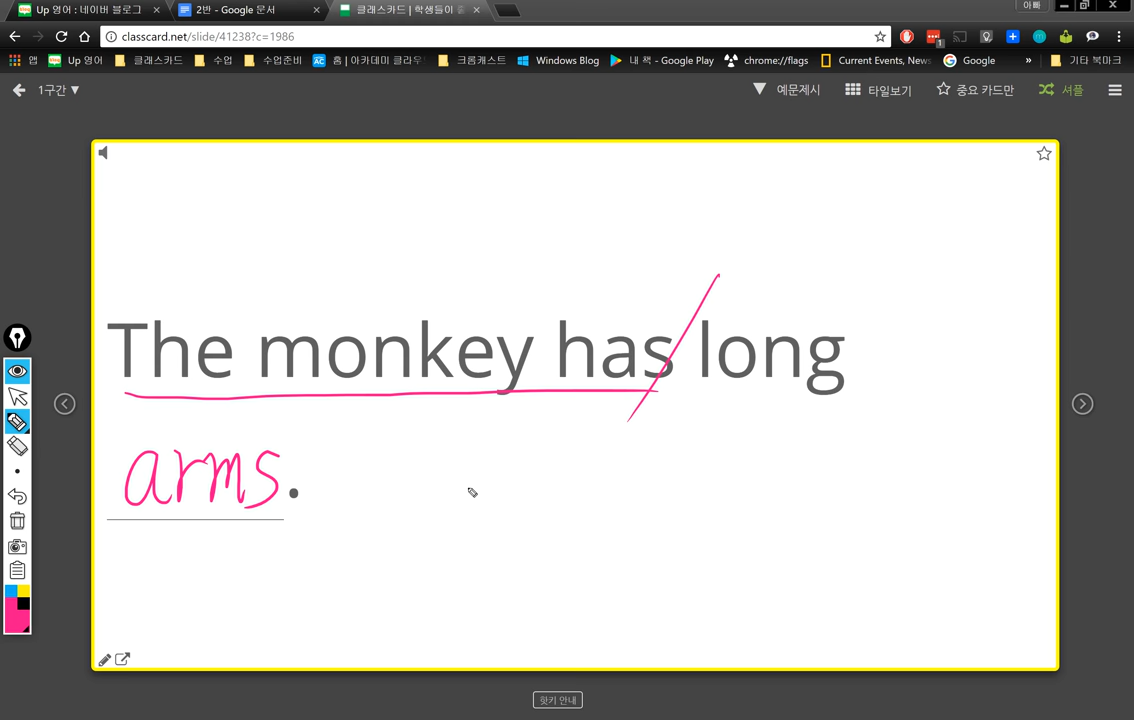 Up 영어 : 네이버 블로그
2반 - Google 문서
클래스카드 | 학생들이
아빠
classcard.net/slide/41238?c=1986
앱
Up 영어
클래스카드
수업
수업준비
홈 | 아카데미 클라우
크롬캐스트
Windows Blog
내 책 - Google Play
chrome://flags
Current Events, News
Google
»
기타 북마크
1구간 ▼
▼ 예문제시
타일보기
중요 카드만
셔플
The monkey has long
arms.
핫키 안내